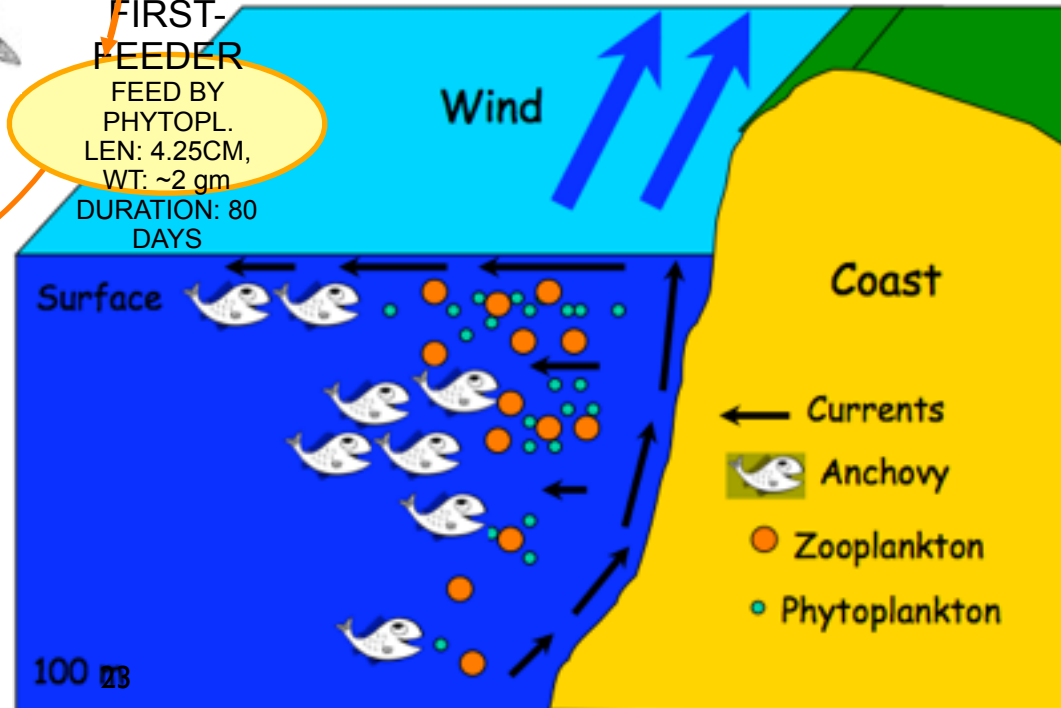 FIRST-
FEEDER
FEED BY
PHYTOPL.
LEN: 4.25CM,
WT: ~2 gm
DURATION: 80
DAYS
Wind
Surface
Coast
Currents
Anchovy
Zooplankton
Phytoplankton
100 m
23